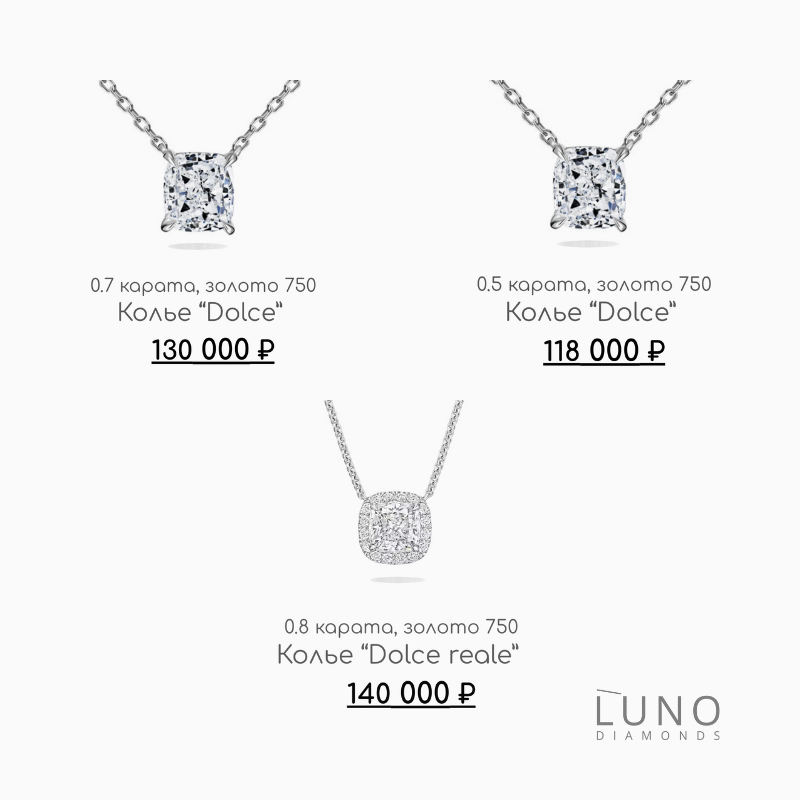 0.7 карата, золото 750
Колье “Dolce”
130 000 ₽
0.5 карата, золото 750
Колье “Dolce”
118 000 ₽
0.8 карата, золото 750
Колье “Dolce reale”
140 000 ₽
LUNO
DIAMONDS